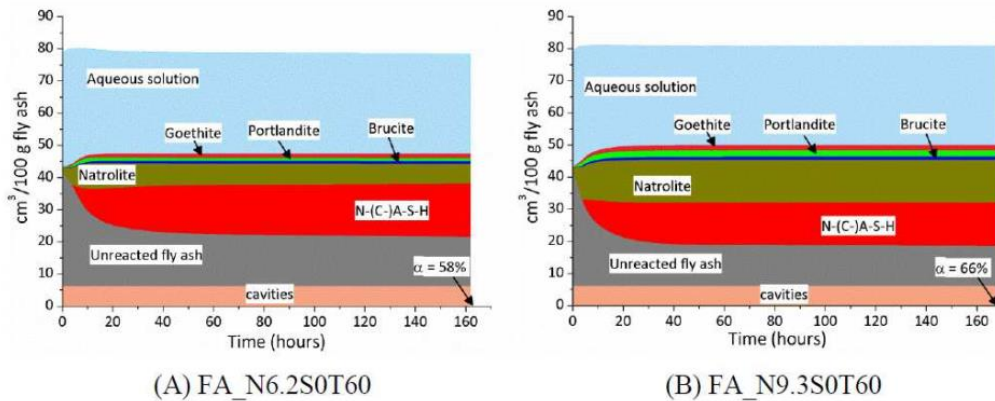 90
80
70
60
50
40
30
20
10
0
cm³/100 g fly ash
Aqueous solution
Goethite
Portlandite
Brucite
Natrolite
N-(C-)A-S-H
Unreacted fly ash
α = 58%
cavities
0 20 40 60 80 100 120 140 160
Time (hours)
(A) FA_N6.2S0T60
90
80
70
60
50
40
30
20
10
0
cm³/100 g fly ash
Aqueous solution
Goethite
Portlandite
Brucite
Natrolite
N-(C-)A-S-H
Unreacted fly ash
α = 66%
cavities
0 20 40 60 80 100 120 140 160
Time (hours)
(B) FA_N9.3S0T60